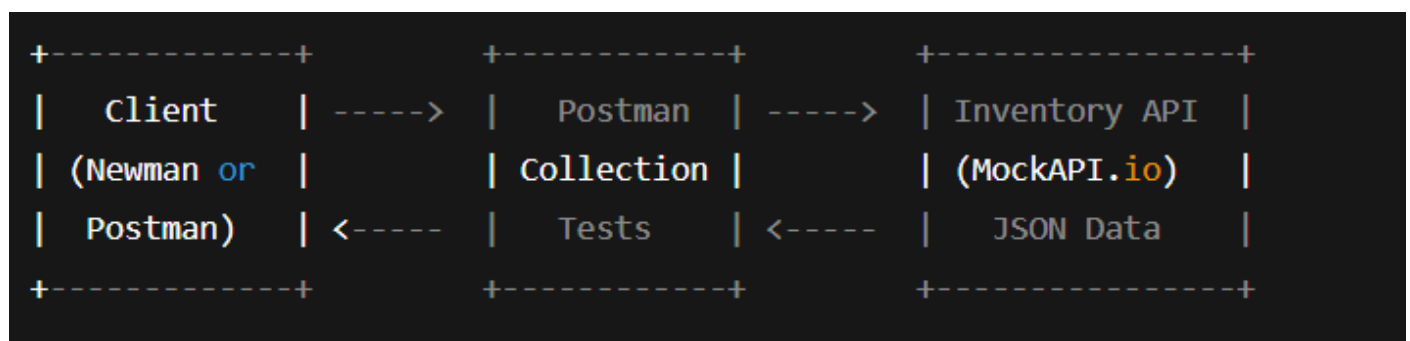 +-------------+         +------------+         +----------------+
|   Client    | -----> |   Postman  | -----> | Inventory API  |
| (Newman or  |         | Collection |         | (MockAPI.io)   |
|  Postman)   | <----- |   Tests    | <----- |   JSON Data    |
+-------------+         +------------+         +----------------+